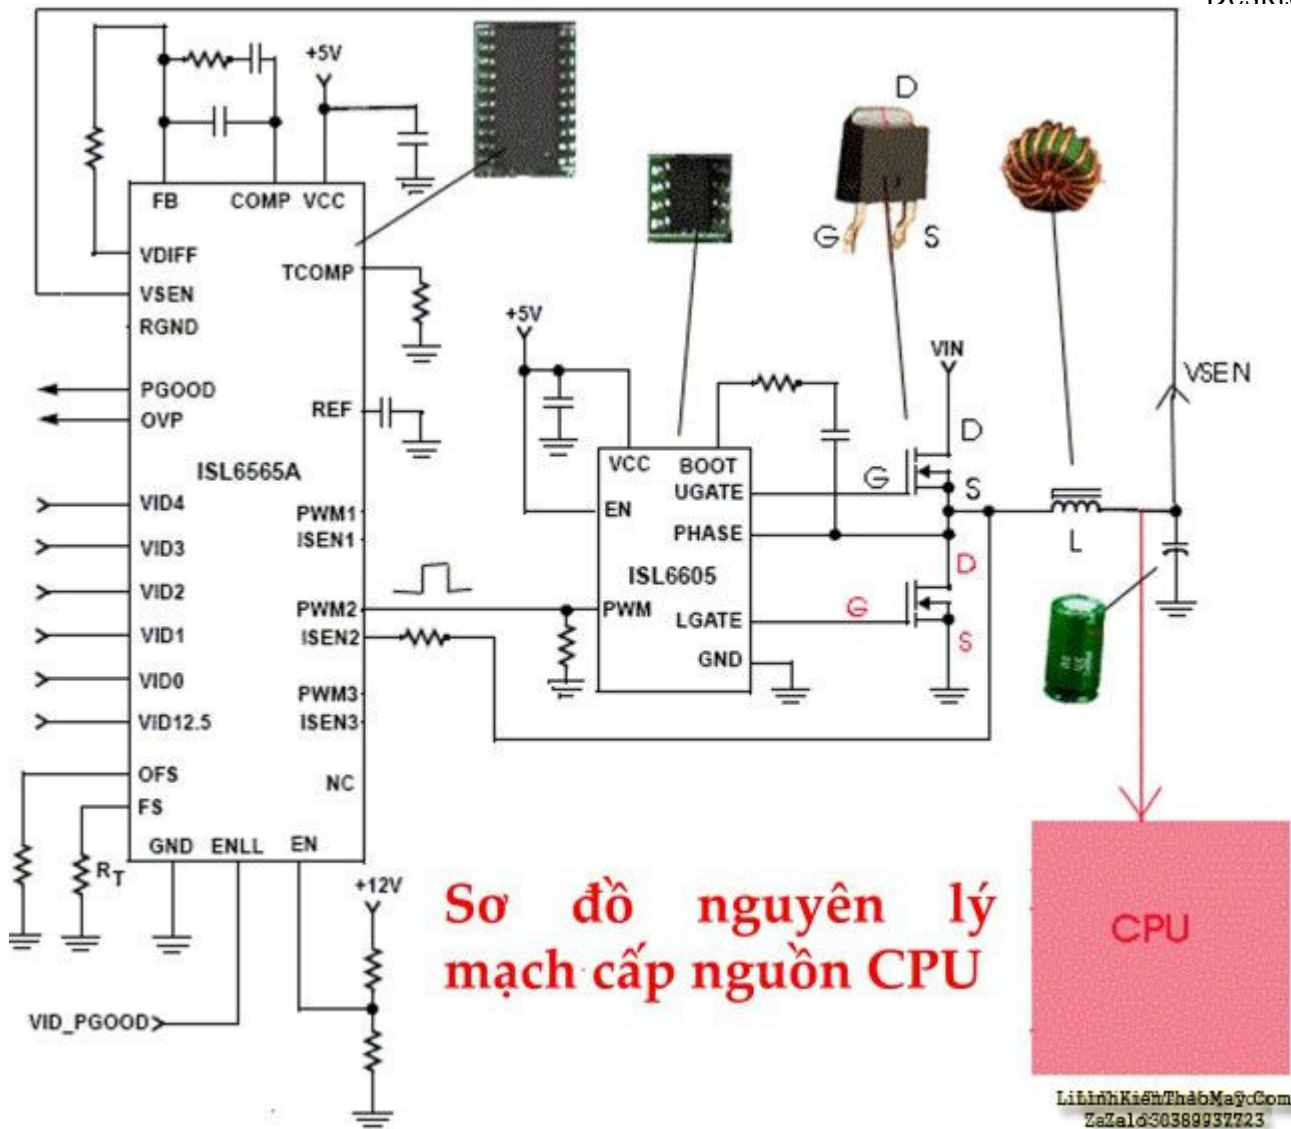 +5V
FB
COMP
VCC
VDIFF
VSEN
RGND
PGOOD
OVP
VID4
VID3
VID2
VID1
VID0
VID12.5
OFS
FS
GND
ENLL
EN
TCOMP
REF
ISL6565A
PWM1
ISEN1
PWM2
ISEN2
PWM3
ISEN3
NC
RT
+12V
VID_PGOOD
+5V
VCC
BOOT
UGATE
EN
PHASE
ISL6605
PWM
LGATE
GND
D
G
S
VIN
D
G
S
D
G
S
L
VSEN
CPU
Sơ đồ nguyên lý
mạch cấp nguồn CPU